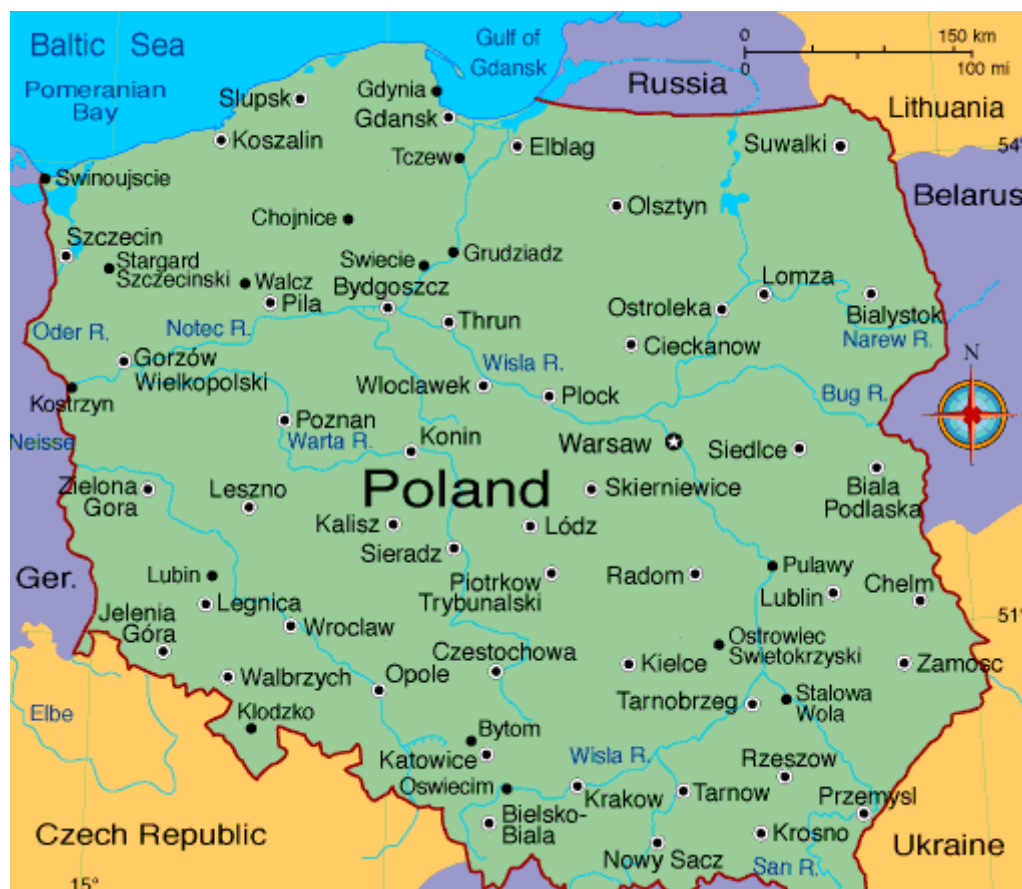 Baltic Sea
Pomeranian
Bay
Gulf of
Gdansk
0
150 km
0
100 mi
Russia
Lithuania
Gdynia
Slupsk
Gdansk
Koszalin
Elblag
Suwalki
54°
Tczew
Swinoujscie
Belarus
Chojnice
Olsztyn
Szczecin
Stargard
Szczecinski
Swiecie
Grudziadz
Walcz
Bydgoszcz
Pila
Lomza
Ostroleka
Bialystok
Oder R.
Notec R.
Thrun
Narew R.
Cieckanow
N
Gorzów
Wielkopolski
Wisla R.
Kostrzyn
Wloclawek
Plock
Bug R.
Poznan
Neisse
Warta R.
Konin
Warsaw
Siedlce
Poland
Zielona
Gora
Leszno
Skierniewice
Biala
Podlaska
Kalisz
Lódz
Sieradz
Ger.
Lubin
Piotrkow
Trybunalski
Radom
Pulawy
Lublin
Chelm
Legnica
Jelenia
Góra
Wroclaw
51°
Ostrowiec
Swietokrzyski
Czestochowa
Kielce
Zamosc
Walbrzych
Opole
Tarnobrzeg
Stalowa
Wola
Elbe
Klodzko
Bytom
Katowice
Wisla R.
Rzeszow
Oswiecim
Krakow
Tarnow
Przemysl
Bielsko-
Biala
Czech Republic
Krosno
Ukraine
Nowy Sacz
San R.
15°